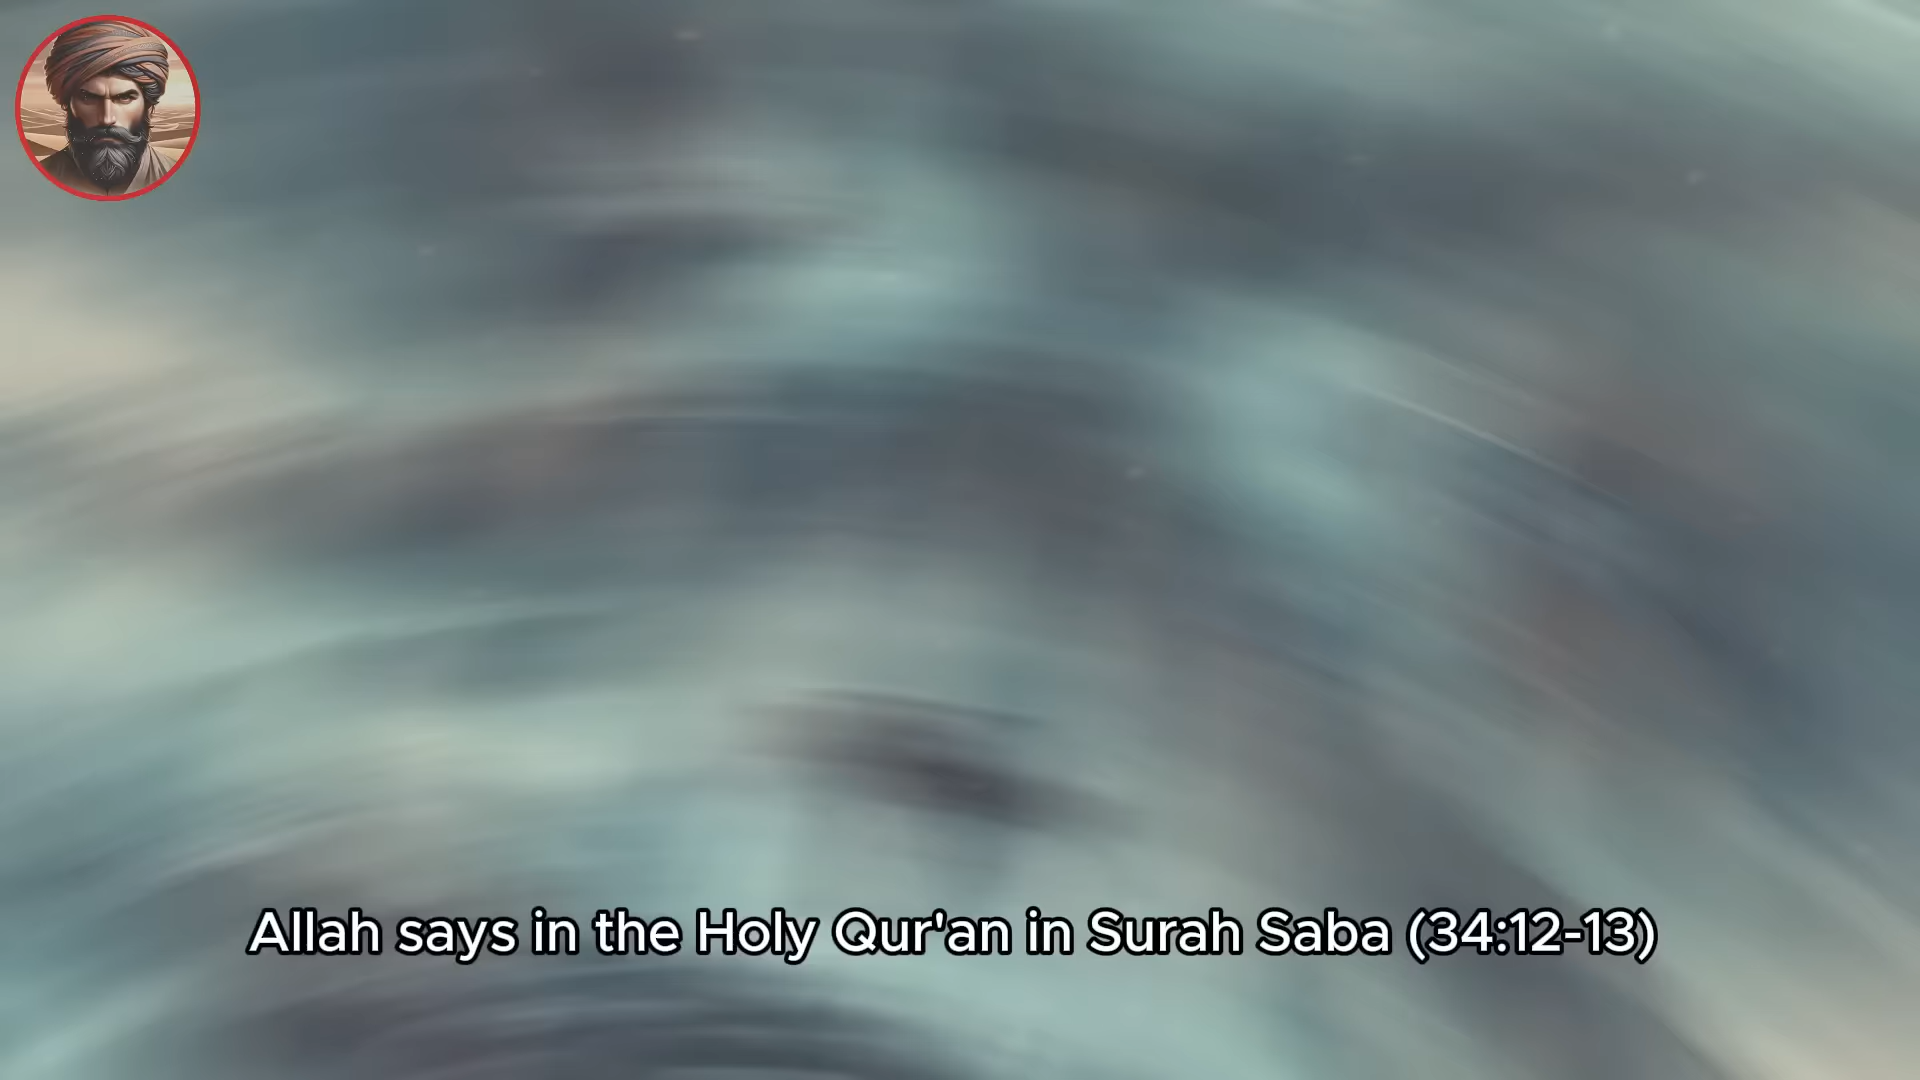 Allah says in the Holy Qur'an in Surah Saba (34:12-13)